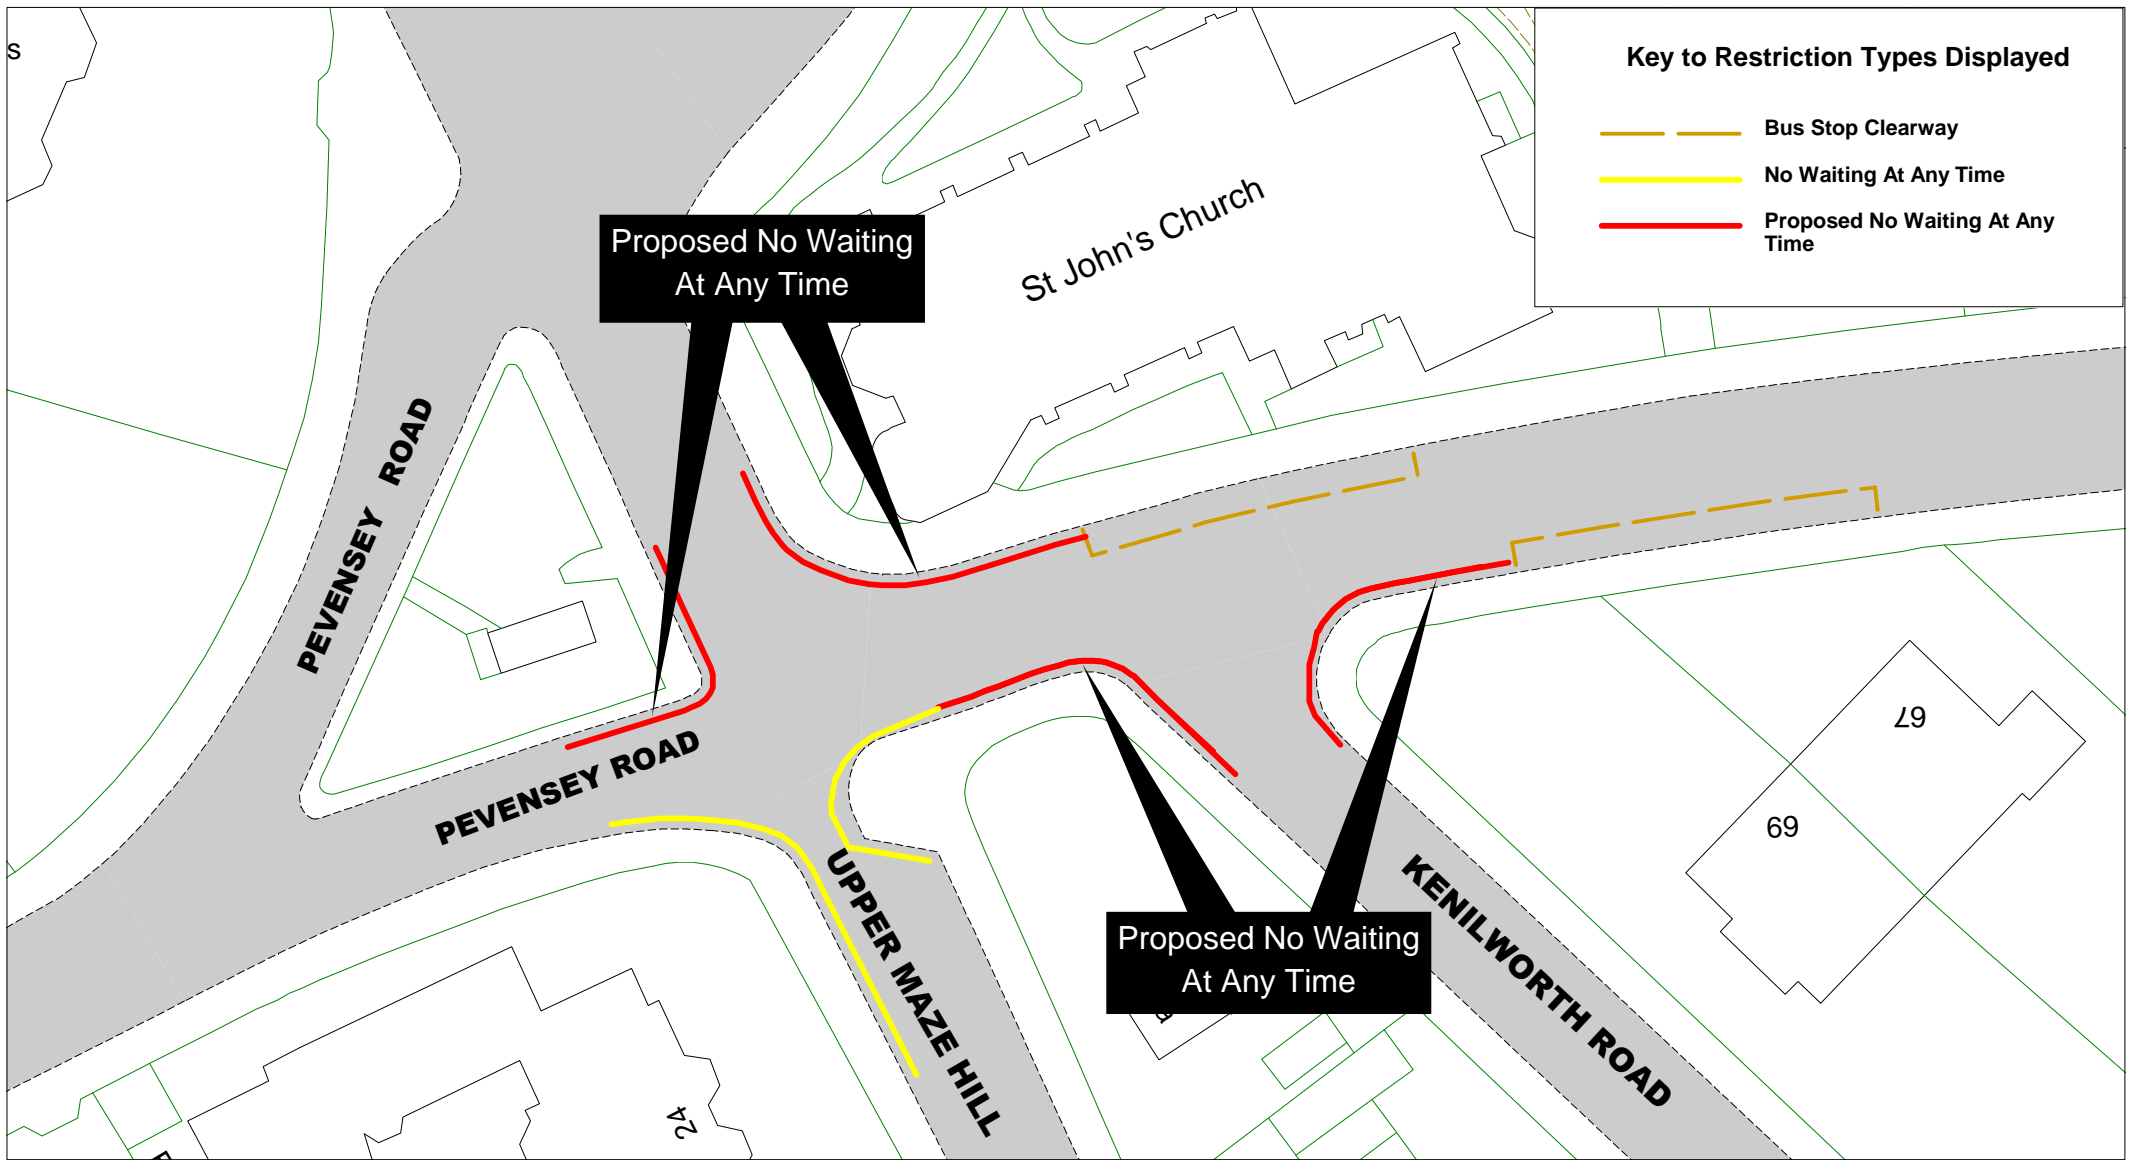 s
Key to Restriction Types Displayed
Bus Stop Clearway
No Waiting At Any Time
Proposed No Waiting At Any
Time
Proposed No Waiting
At Any Time
St John's Church
PEVENSEY ROAD
PEVENSEY ROAD
UPPER MAZE HILL
KENILWORTH ROAD
67
69
Proposed No Waiting
At Any Time
24